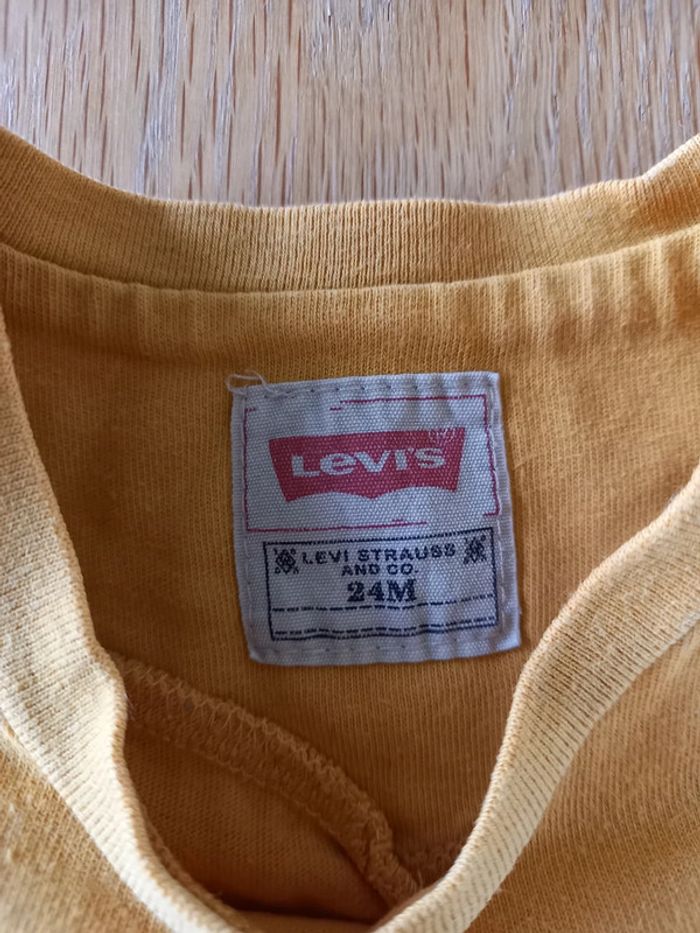 Levi's
LEVI STRAUSS
AND CO.
24M